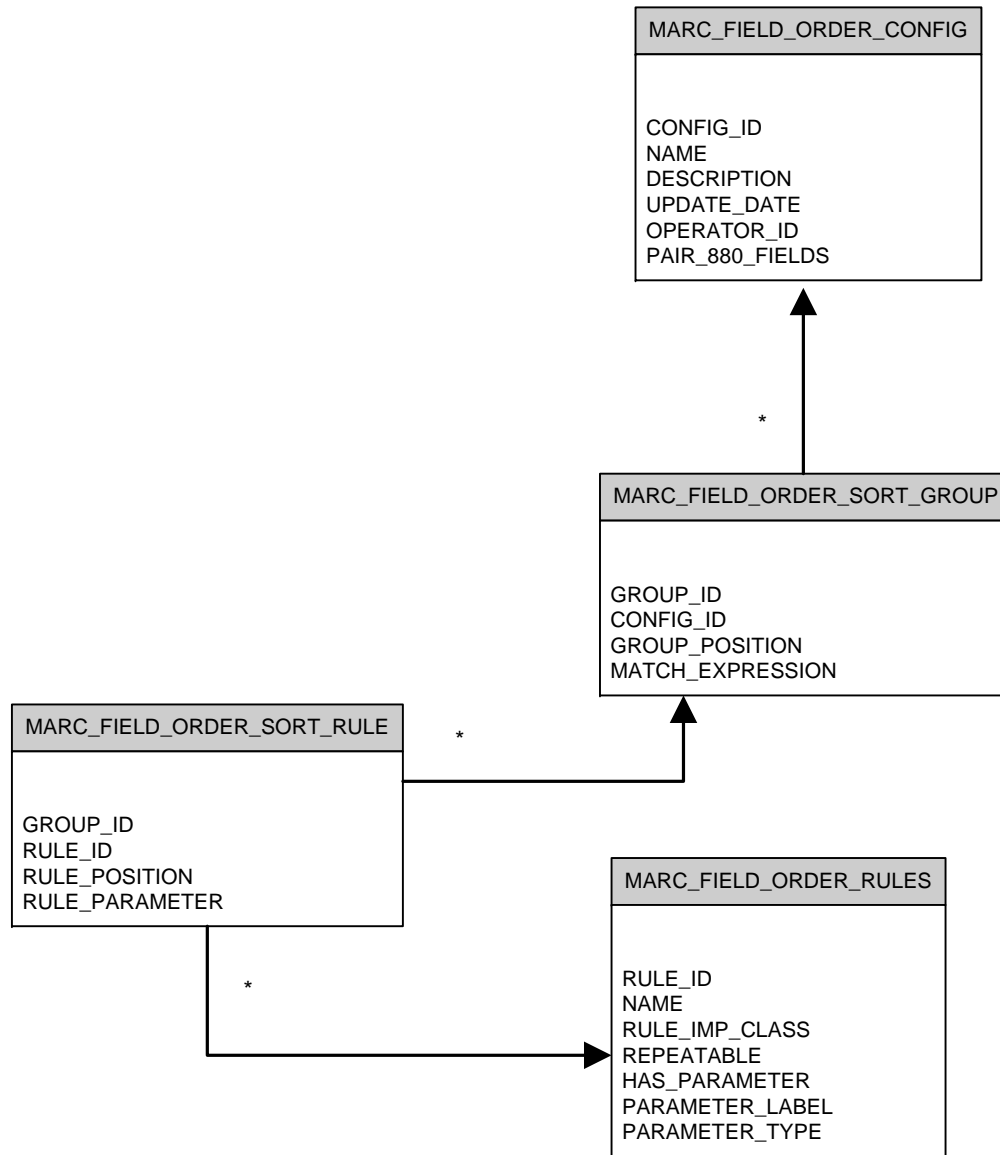 MARC_FIELD_ORDER_CONFIG
CONFIG_ID
NAME
DESCRIPTION
UPDATE_DATE
OPERATOR_ID
PAIR_880_FIELDS
*
MARC_FIELD_ORDER_SORT_GROUP
GROUP_ID
CONFIG_ID
GROUP_POSITION
MATCH_EXPRESSION
MARC_FIELD_ORDER_SORT_RULE
*
GROUP_ID
RULE_ID
RULE_POSITION
RULE_PARAMETER
*
MARC_FIELD_ORDER_RULES
RULE_ID
NAME
RULE_IMP_CLASS
REPEATABLE
HAS_PARAMETER
PARAMETER_LABEL
PARAMETER_TYPE